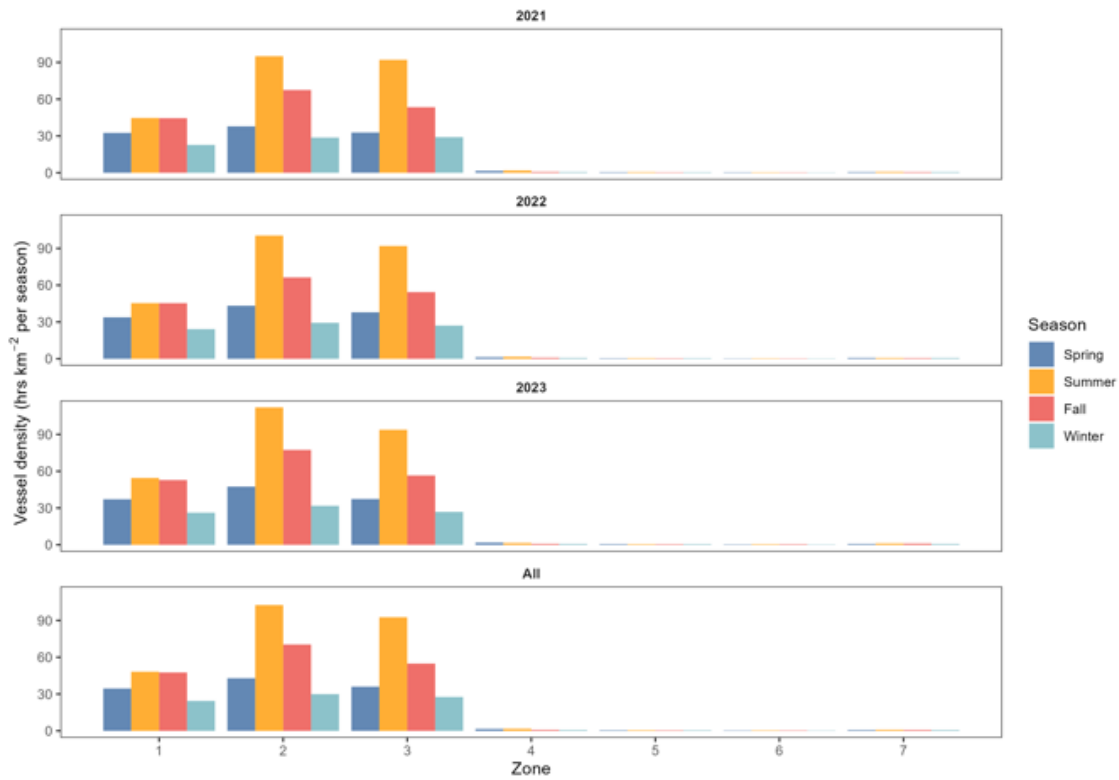 2021
90
60
30
0
2022
90
60
30
0
2023
90
60
30
0
All
90
60
30
0
1 2 3 4 5 6 7
Zone
Vessel density (hrs km⁻² per season)
Season
Spring
Summer
Fall
Winter